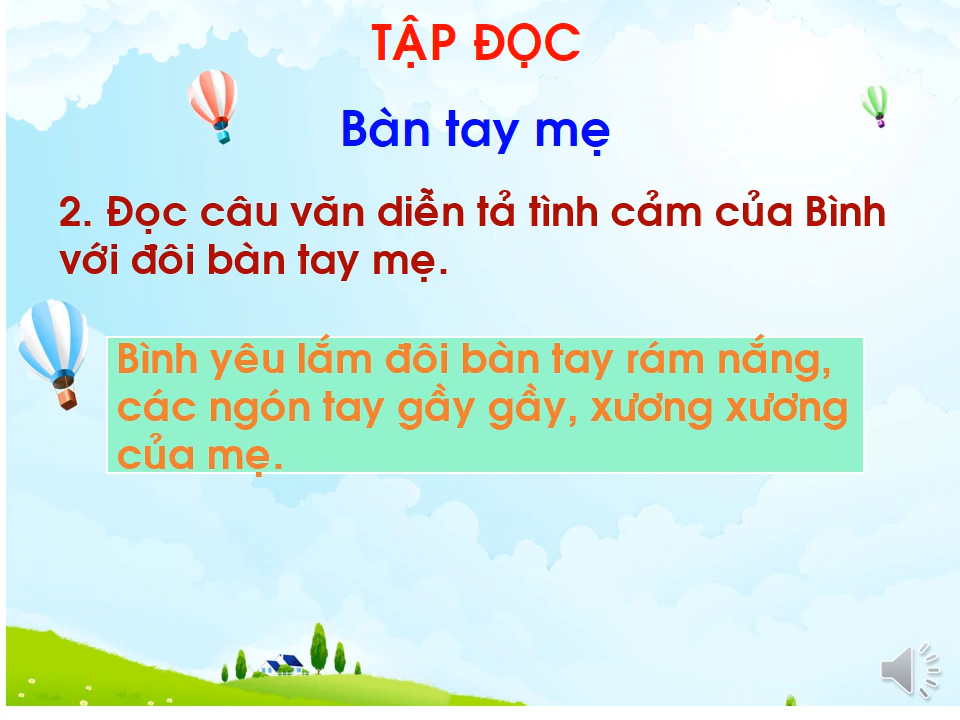 TẬP ĐỌC
Bàn tay mẹ
2. Đọc câu văn diễn tả tình cảm của Bình
với đôi bàn tay mẹ.
Bình yêu lắm đôi bàn tay rám nắng,
các ngón tay gầy gầy, xương xương
của mẹ.